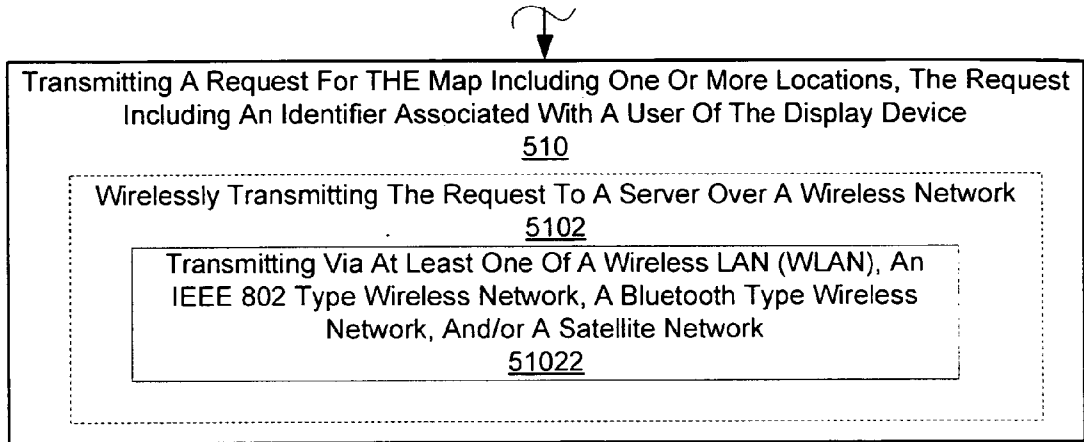 Transmitting A Request For THE Map Including One Or More Locations, The Request
Including An Identifier Associated With A User Of The Display Device
510
Wirelessly Transmitting The Request To A Server Over A Wireless Network
5102
Transmitting Via At Least One Of A Wireless LAN (WLAN), An
IEEE 802 Type Wireless Network, A Bluetooth Type Wireless
Network, And/or A Satellite Network
51022